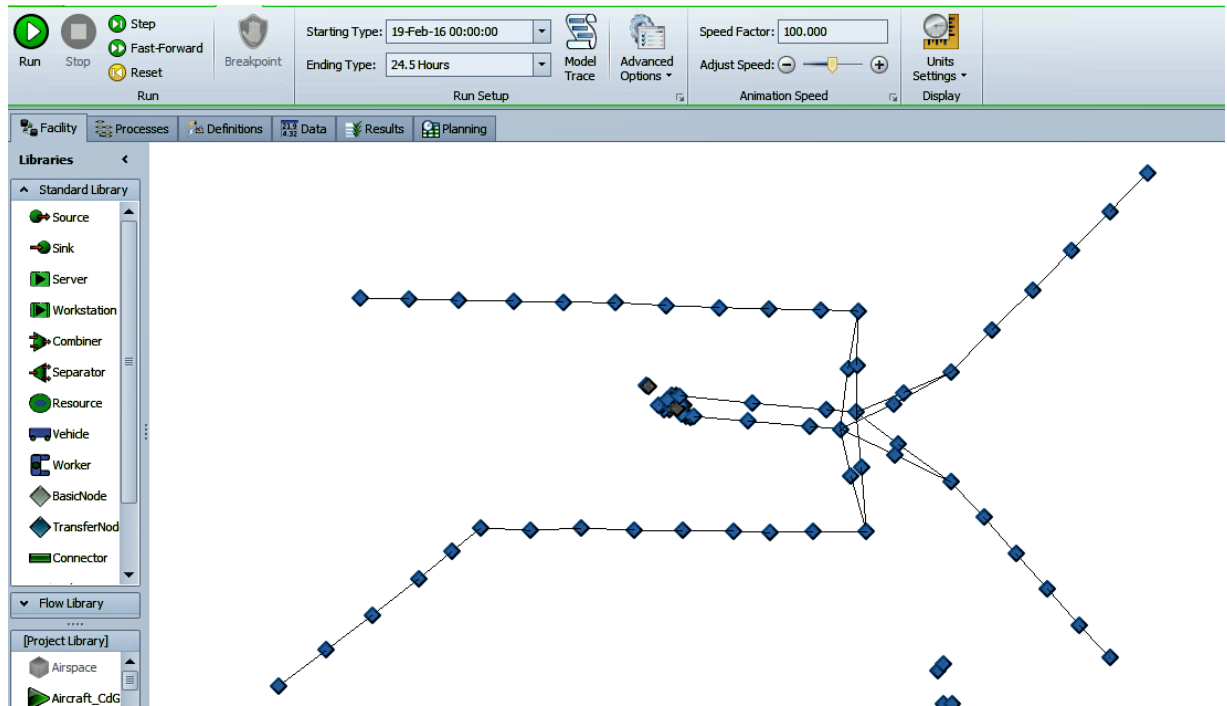 Run
Stop
Step
Fast-Forward
Reset
Run
Breakpoint
Starting Type: 19-Feb-16 00:00:00
Ending Type: 24.5 Hours
Model Trace
Advanced Options
Run Setup
Speed Factor: 100.000
Adjust Speed:
Animation Speed
Units Settings
Display
Facility
Processes
Definitions
Data
Results
Planning
Libraries
Standard Library
Source
Sink
Server
Workstation
Combiner
Separator
Resource
Vehicle
Worker
BasicNode
TransferNod
Connector
Flow Library
[Project Library]
Airspace
Aircraft_CdG